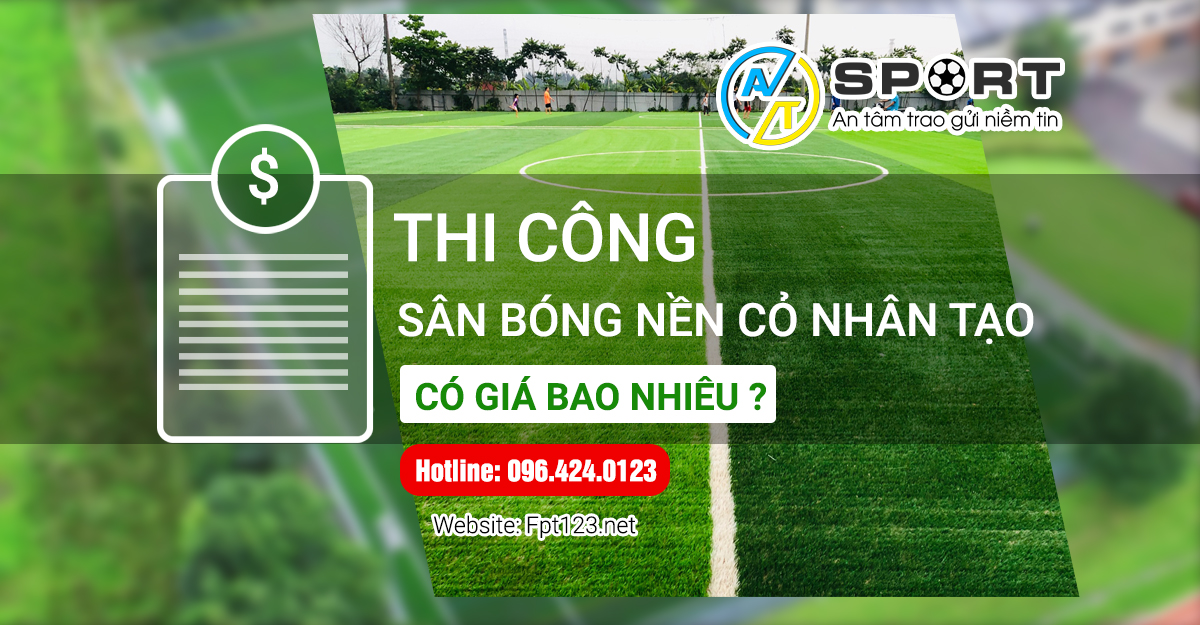 AVT SPORT
An tâm trao gửi niềm tin
$
THI CÔNG
SÂN BÓNG NỀN CỎ NHÂN TẠO
CÓ GIÁ BAO NHIÊU ?
Hotline: 096.424.0123
Website: Fpt123.net